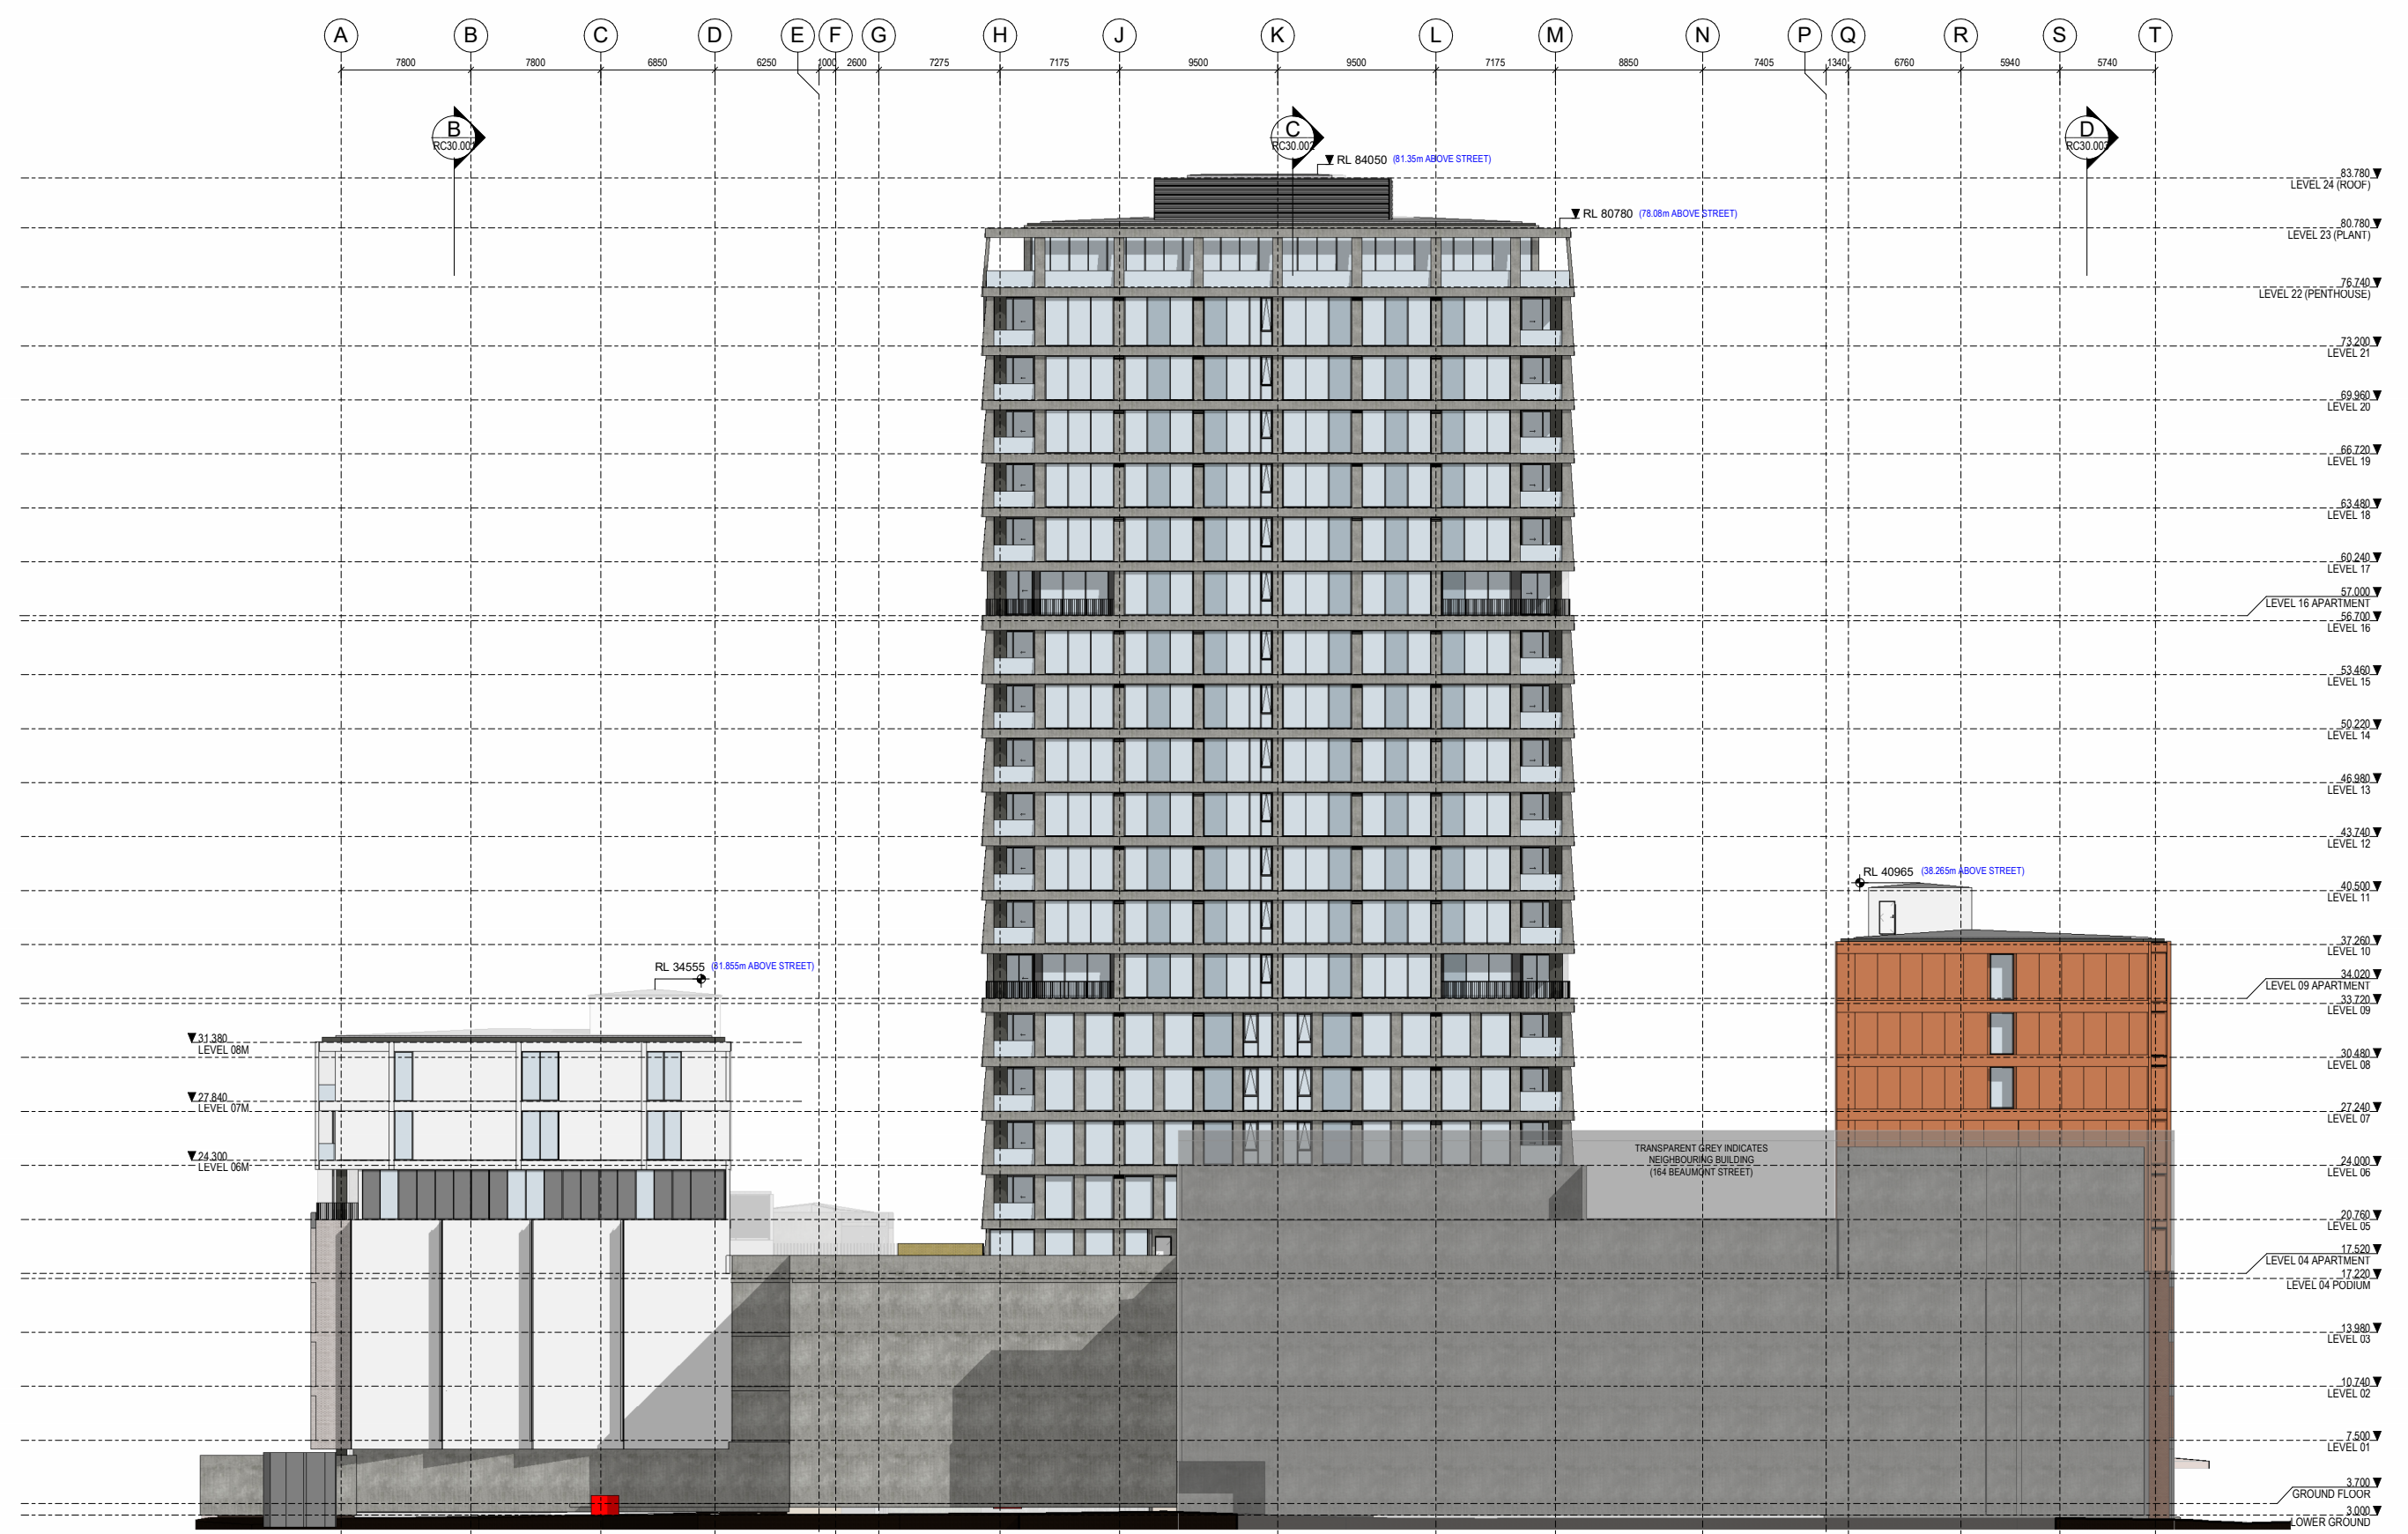 A B C D E F G H J K L M N P Q R S T
7800 7800 6850 6250 1000 2600 7275 7175 9500 9500 7175 8850 7405 1340 6760 5940 5740
B
RC30.001
C
RC30.002
D
RC30.003
RL 84050 (81.35m ABOVE STREET)
83.780
LEVEL 24 (ROOF)
RL 80780 (78.08m ABOVE STREET)
80.780
LEVEL 23 (PLANT)
76.740
LEVEL 22 (PENTHOUSE)
73.200
LEVEL 21
69.960
LEVEL 20
66.720
LEVEL 19
63.480
LEVEL 18
60.240
LEVEL 17
57.000
LEVEL 16 APARTMENT
56.700
LEVEL 16
53.460
LEVEL 15
50.220
LEVEL 14
46.980
LEVEL 13
43.740
LEVEL 12
RL 40965 (38.265m ABOVE STREET)
40.500
LEVEL 11
37.260
LEVEL 10
RL 34555 (31.855m ABOVE STREET)
34.020
LEVEL 09 APARTMENT
33.720
LEVEL 09
31.380
LEVEL 08M
30.480
LEVEL 08
27.840
LEVEL 07M
27.240
LEVEL 07
TRANSPARENT GREY INDICATES
NEIGHBOURING BUILDING
(164 BEAUMONT STREET)
24.300
LEVEL 06M
24.000
LEVEL 06
20.760
LEVEL 05
17.520
LEVEL 04 APARTMENT
17.220
LEVEL 04 PODIUM
13.980
LEVEL 03
10.740
LEVEL 02
7.500
LEVEL 01
3.700
GROUND FLOOR
3.000
LOWER GROUND